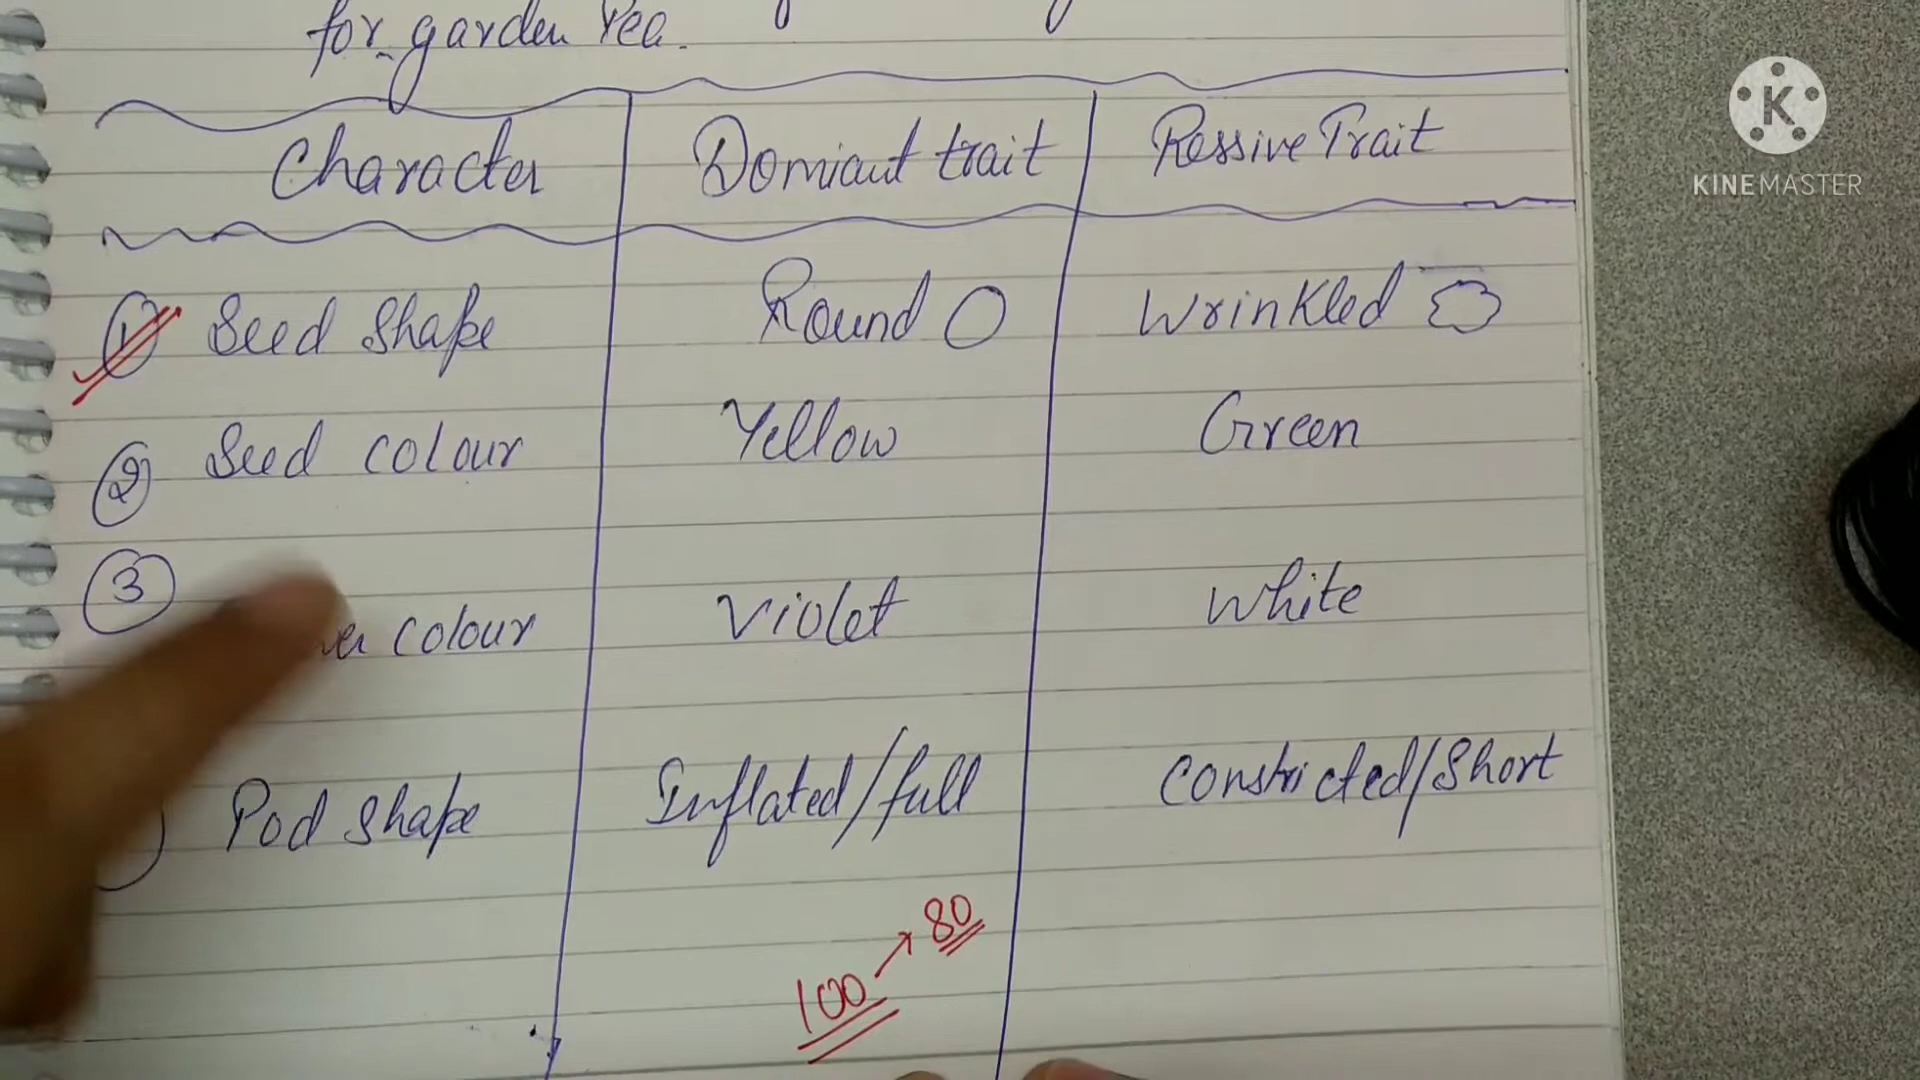 for garden Pea.
Character Domiant trait Ressive Trait
① Seed Shape Round Wrinkled
② Seed colour Yellow Green
③ colour Violet White
Pod Shape Inflated/full Constricted/Short
100 → 80
K
KINEMASTER